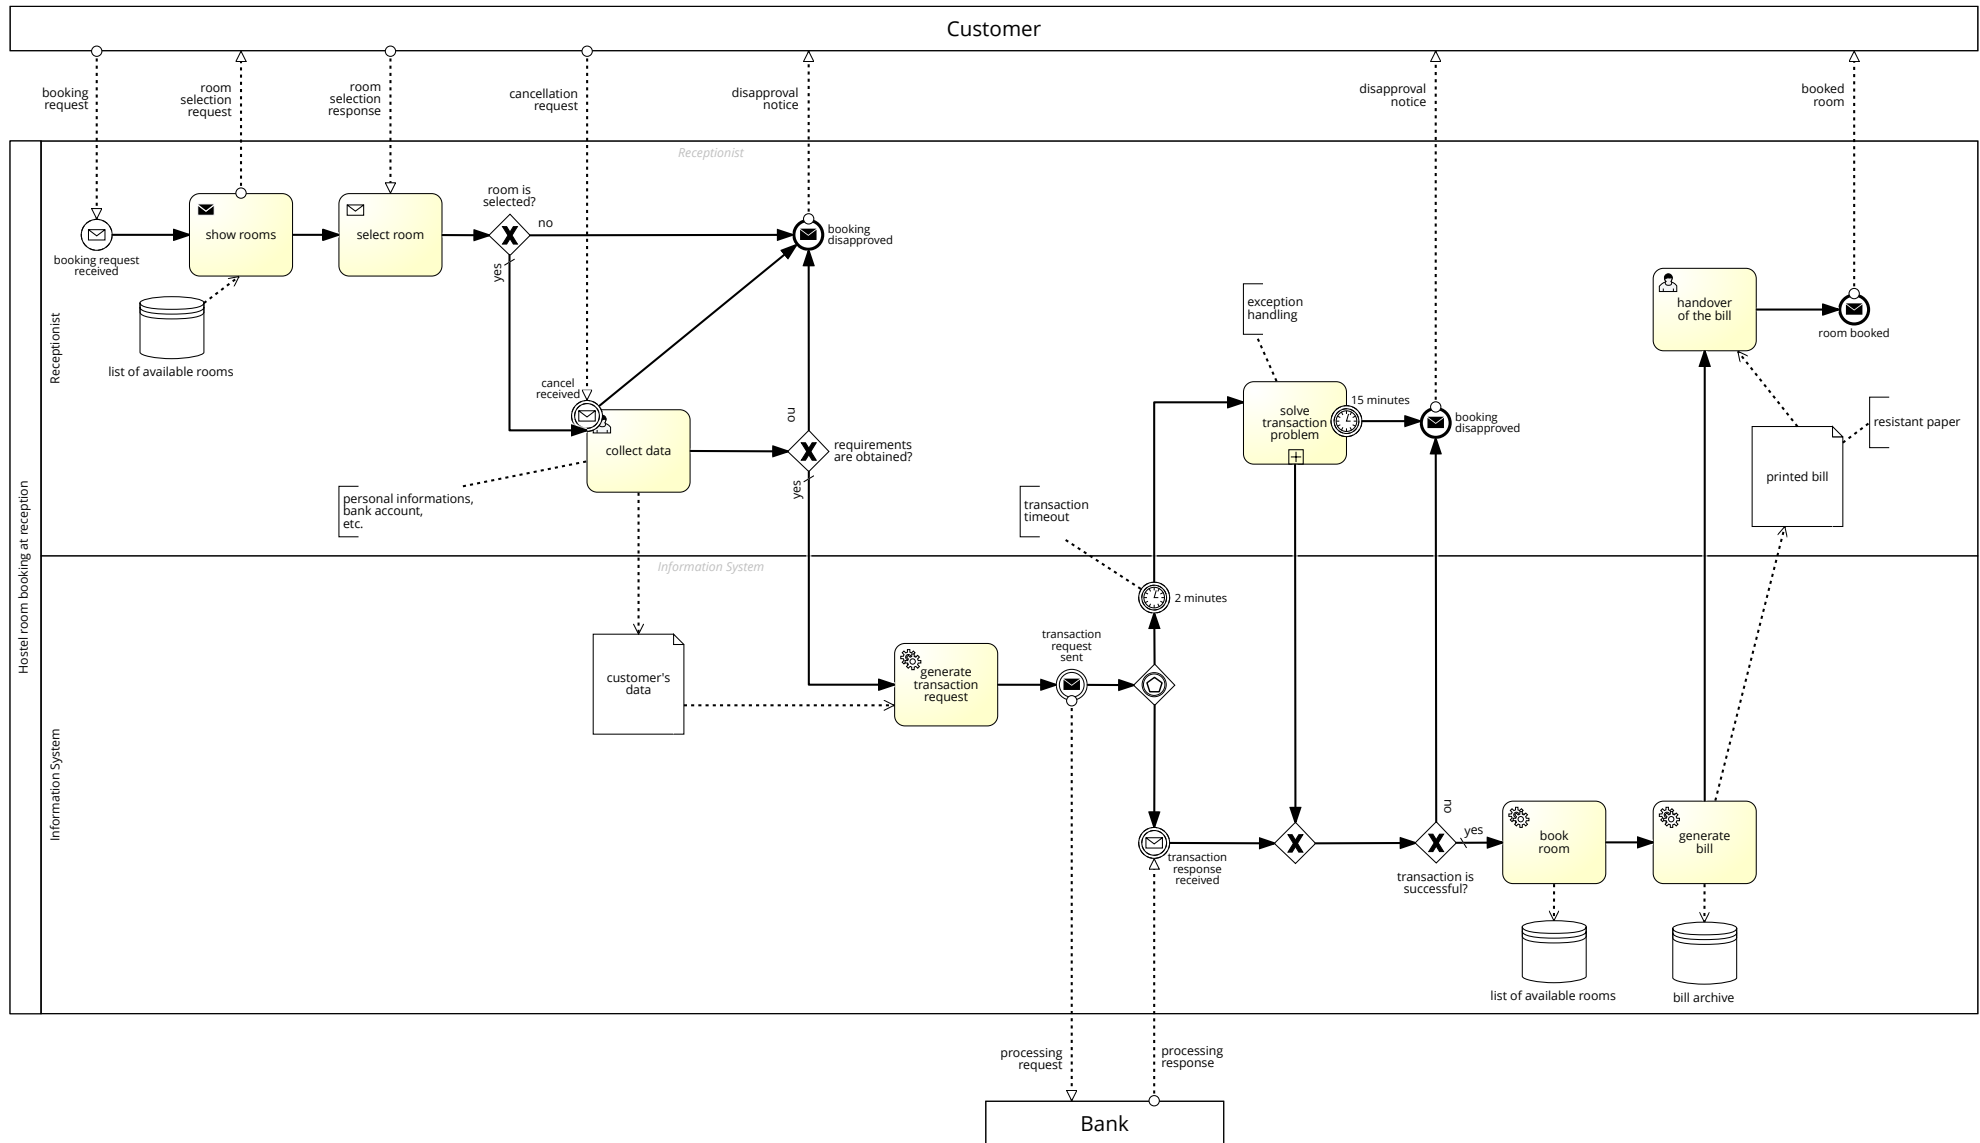 Customer
booking
request
room
selection
request
room
selection
response
cancellation
request
disapproval
notice
disapproval
notice
booked
room
Hostel room booking at reception
Receptionist
Receptionist
booking request
received
show rooms
list of available rooms
select room
room is
selected?
no
yes
booking
disapproved
cancel
received
collect data
personal informations,
bank account,
etc.
no
requirements
are obtained?
yes
transaction
timeout
exception
handling
solve
transaction
problem
15 minutes
booking
disapproved
handover
of the bill
room booked
resistant paper
printed bill
Information System
Information System
customer's
data
generate
transaction
request
transaction
request
sent
2 minutes
transaction
response
received
no
yes
transaction is
successful?
book
room
generate
bill
list of available rooms
bill archive
processing
request
processing
response
Bank